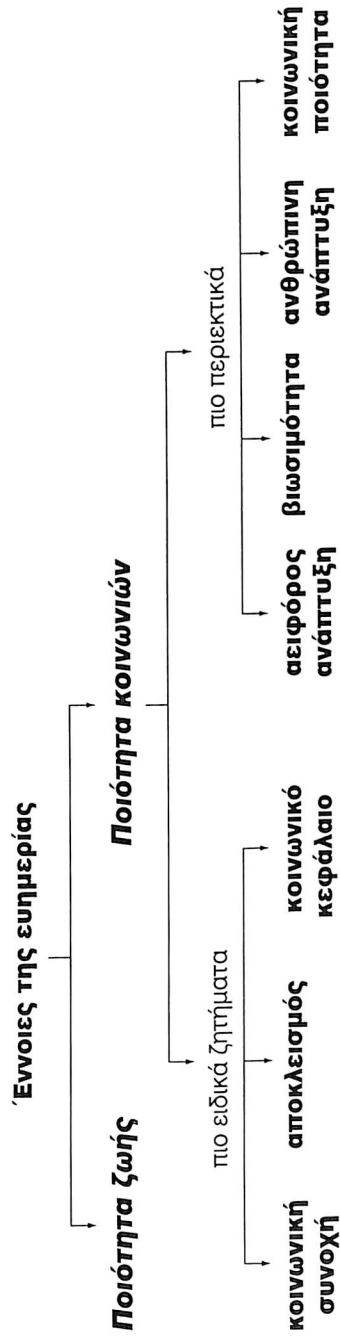 Έννοιες της ευημερίας
Ποιότητα ζωής
Ποιότητα κοινωνιών
πιο ειδικά ζητήματα
πιο περιεκτικά
κοινωνική
συνοχή
αποκλεισμός
κοινωνικό
κεφάλαιο
αειφόρος
ανάπτυξη
βιωσιμότητα
ανθρώπινη
ανάπτυξη
κοινωνική
ποιότητα